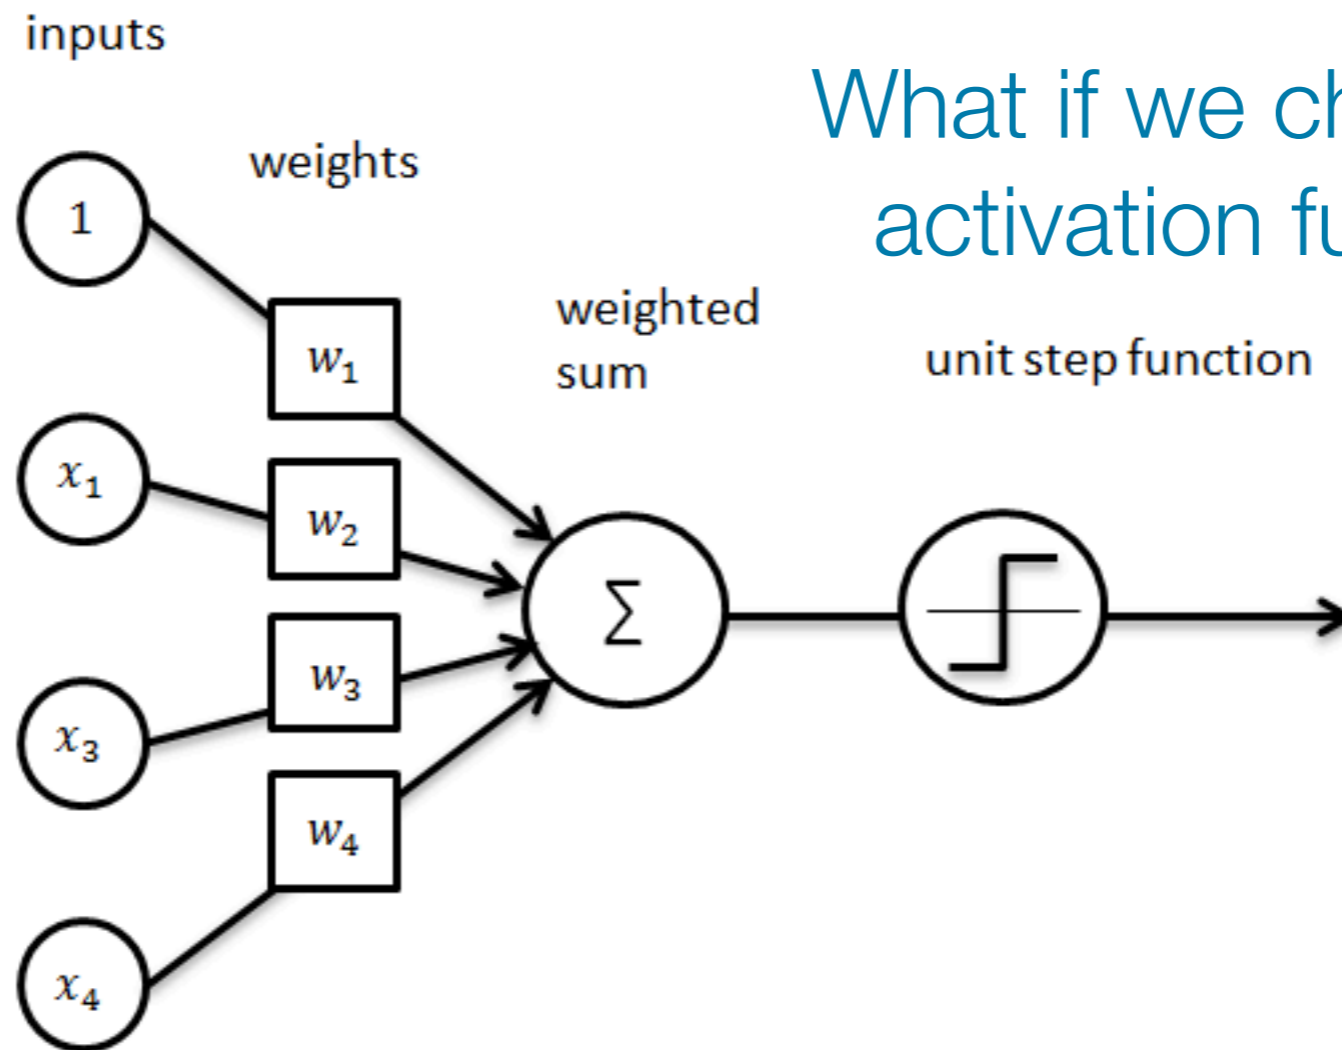 inputs
What if we ch
activation fu
weights
weighted
sum
unit step function
1
w₁
x₁
w₂
∑
x₃
w₃
w₄
x₄